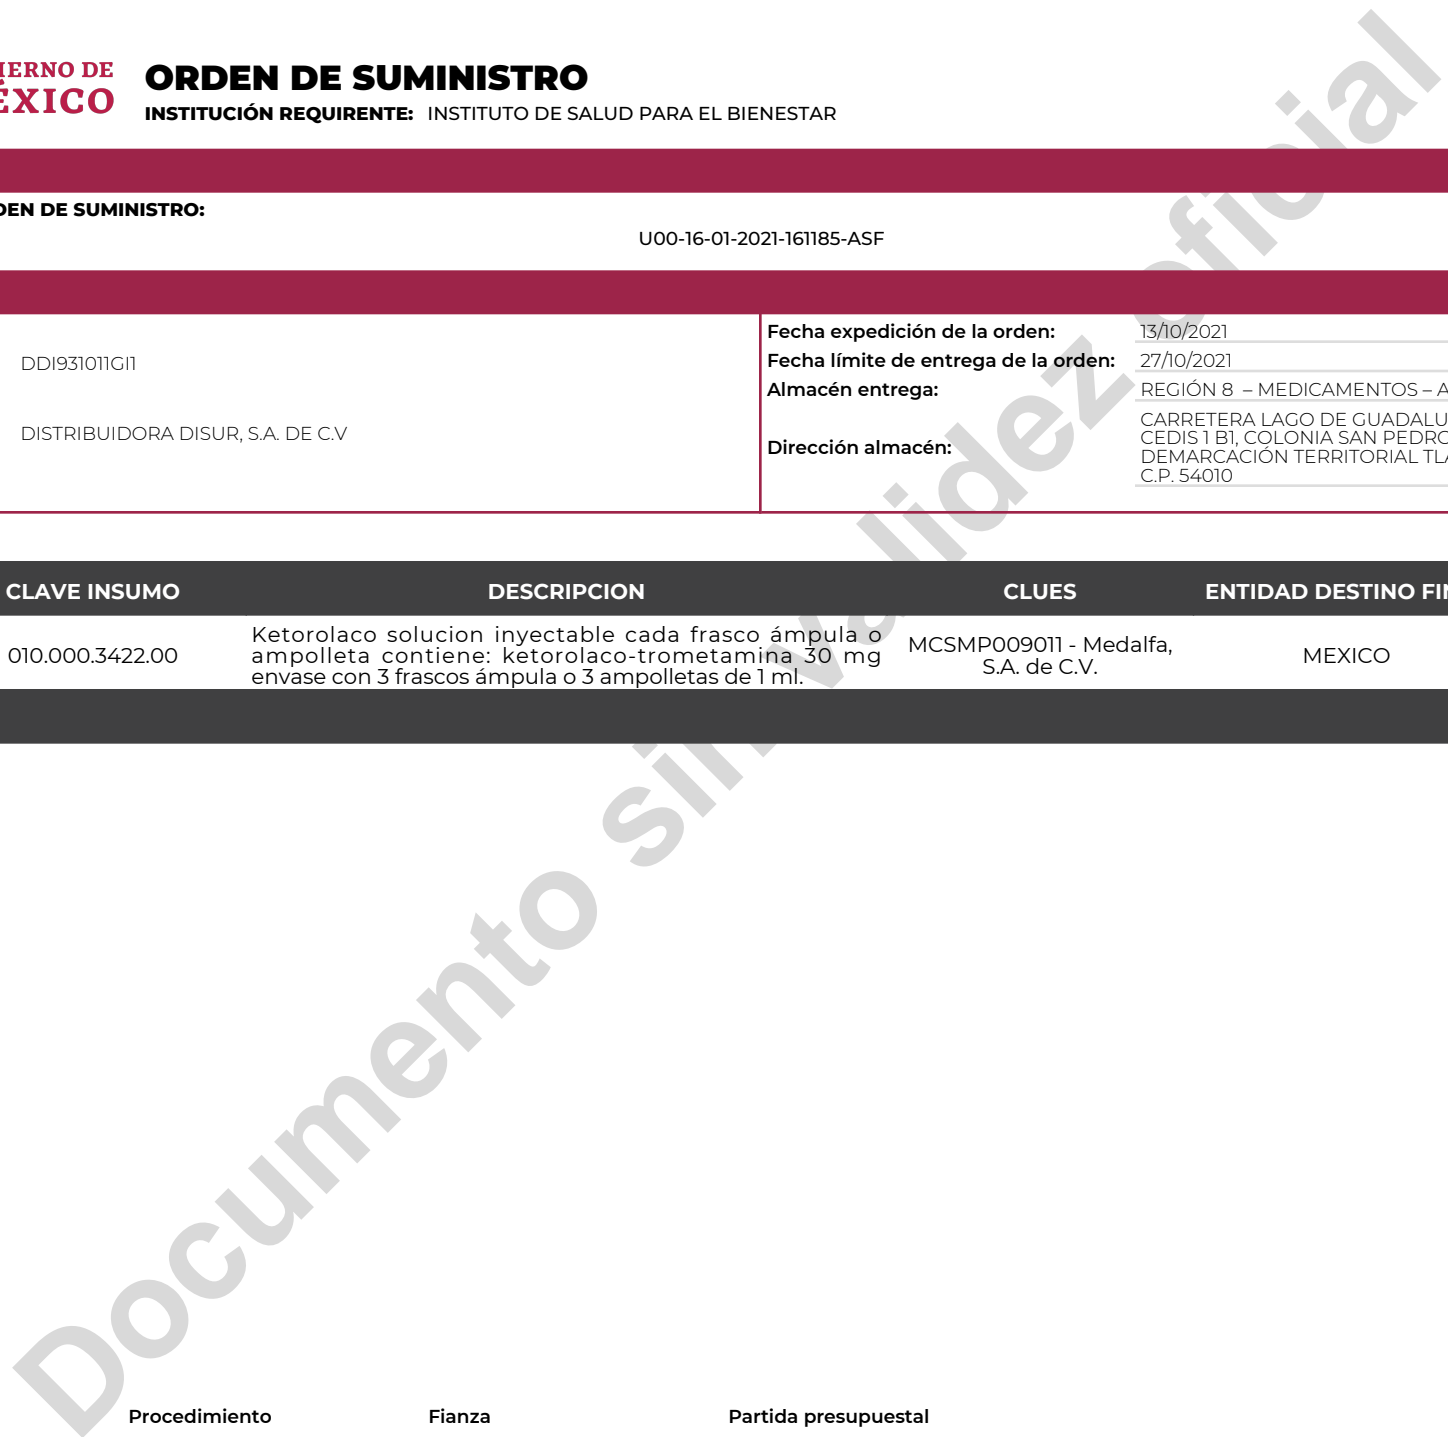 IERNO DE
ÉXICO
ORDEN DE SUMINISTRO
INSTITUCIÓN REQUIRENTE: INSTITUTO DE SALUD PARA EL BIENESTAR
DEN DE SUMINISTRO:
U00-16-01-2021-161185-ASF
DDI931011GI1
DISTRIBUIDORA DISUR, S.A. DE C.V
Fecha expedición de la orden: 13/10/2021
Fecha límite de entrega de la orden: 27/10/2021
Almacén entrega: REGIÓN 8 – MEDICAMENTOS – A
Dirección almacén:
CARRETERA LAGO DE GUADALU
CEDIS 1 B1, COLONIA SAN PEDRO
DEMARCACIÓN TERRITORIAL TLA
C.P. 54010
CLAVE INSUMO DESCRIPCION CLUES ENTIDAD DESTINO FIN
010.000.3422.00
Ketorolaco solucion inyectable cada frasco ámpula o
ampolleta contiene: ketorolaco-trometamina 30 mg
envase con 3 frascos ámpula o 3 ampolletas de 1 ml.
MCSMP009011 - Medalfa,
S.A. de C.V.
MEXICO
Documento sin validez oficial
Procedimiento Fianza Partida presupuestal